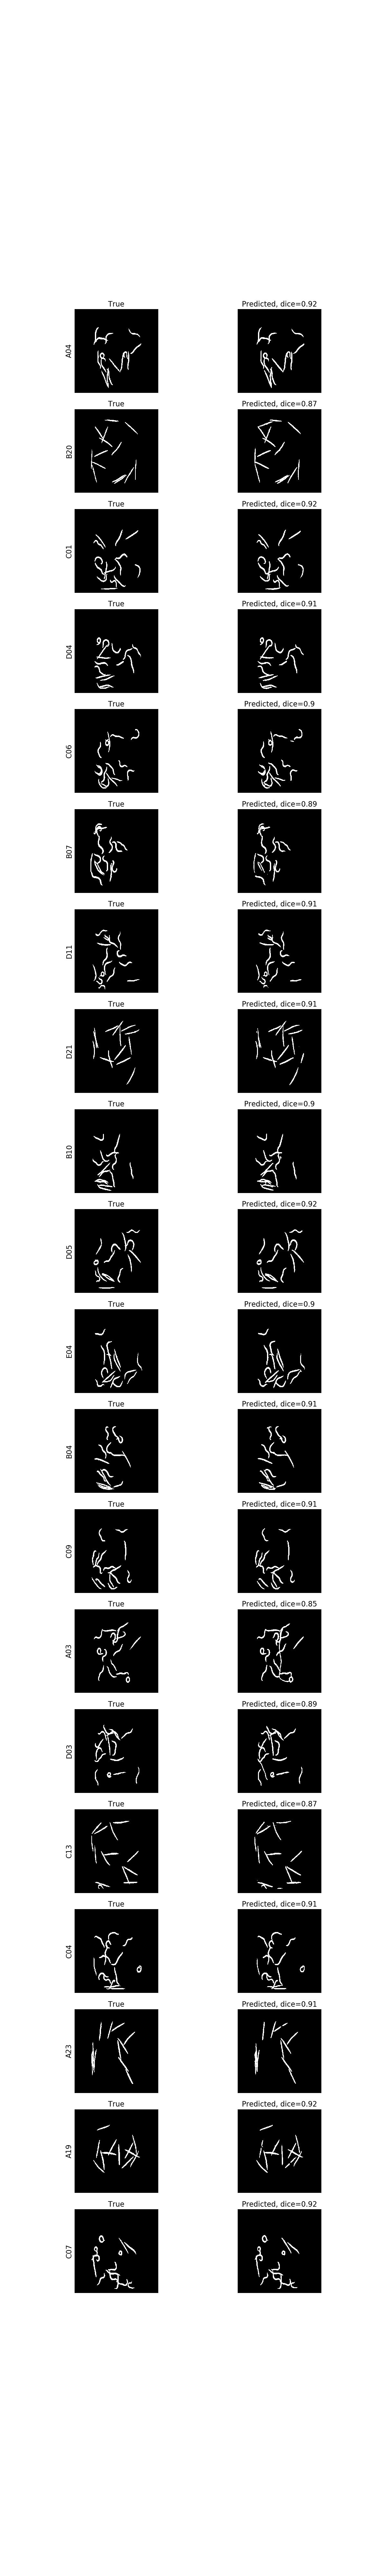 True Predicted, dice=0.92
A04
True Predicted, dice=0.87
B20
True Predicted, dice=0.92
C01
True Predicted, dice=0.91
D04
True Predicted, dice=0.9
C06
True Predicted, dice=0.89
B07
True Predicted, dice=0.91
D11
True Predicted, dice=0.91
D21
True Predicted, dice=0.9
B10
True Predicted, dice=0.92
D05
True Predicted, dice=0.9
E04
True Predicted, dice=0.91
B04
True Predicted, dice=0.91
C09
True Predicted, dice=0.85
A03
True Predicted, dice=0.89
D03
True Predicted, dice=0.87
C13
True Predicted, dice=0.91
C04
True Predicted, dice=0.91
A23
True Predicted, dice=0.92
A19
True Predicted, dice=0.92
C07